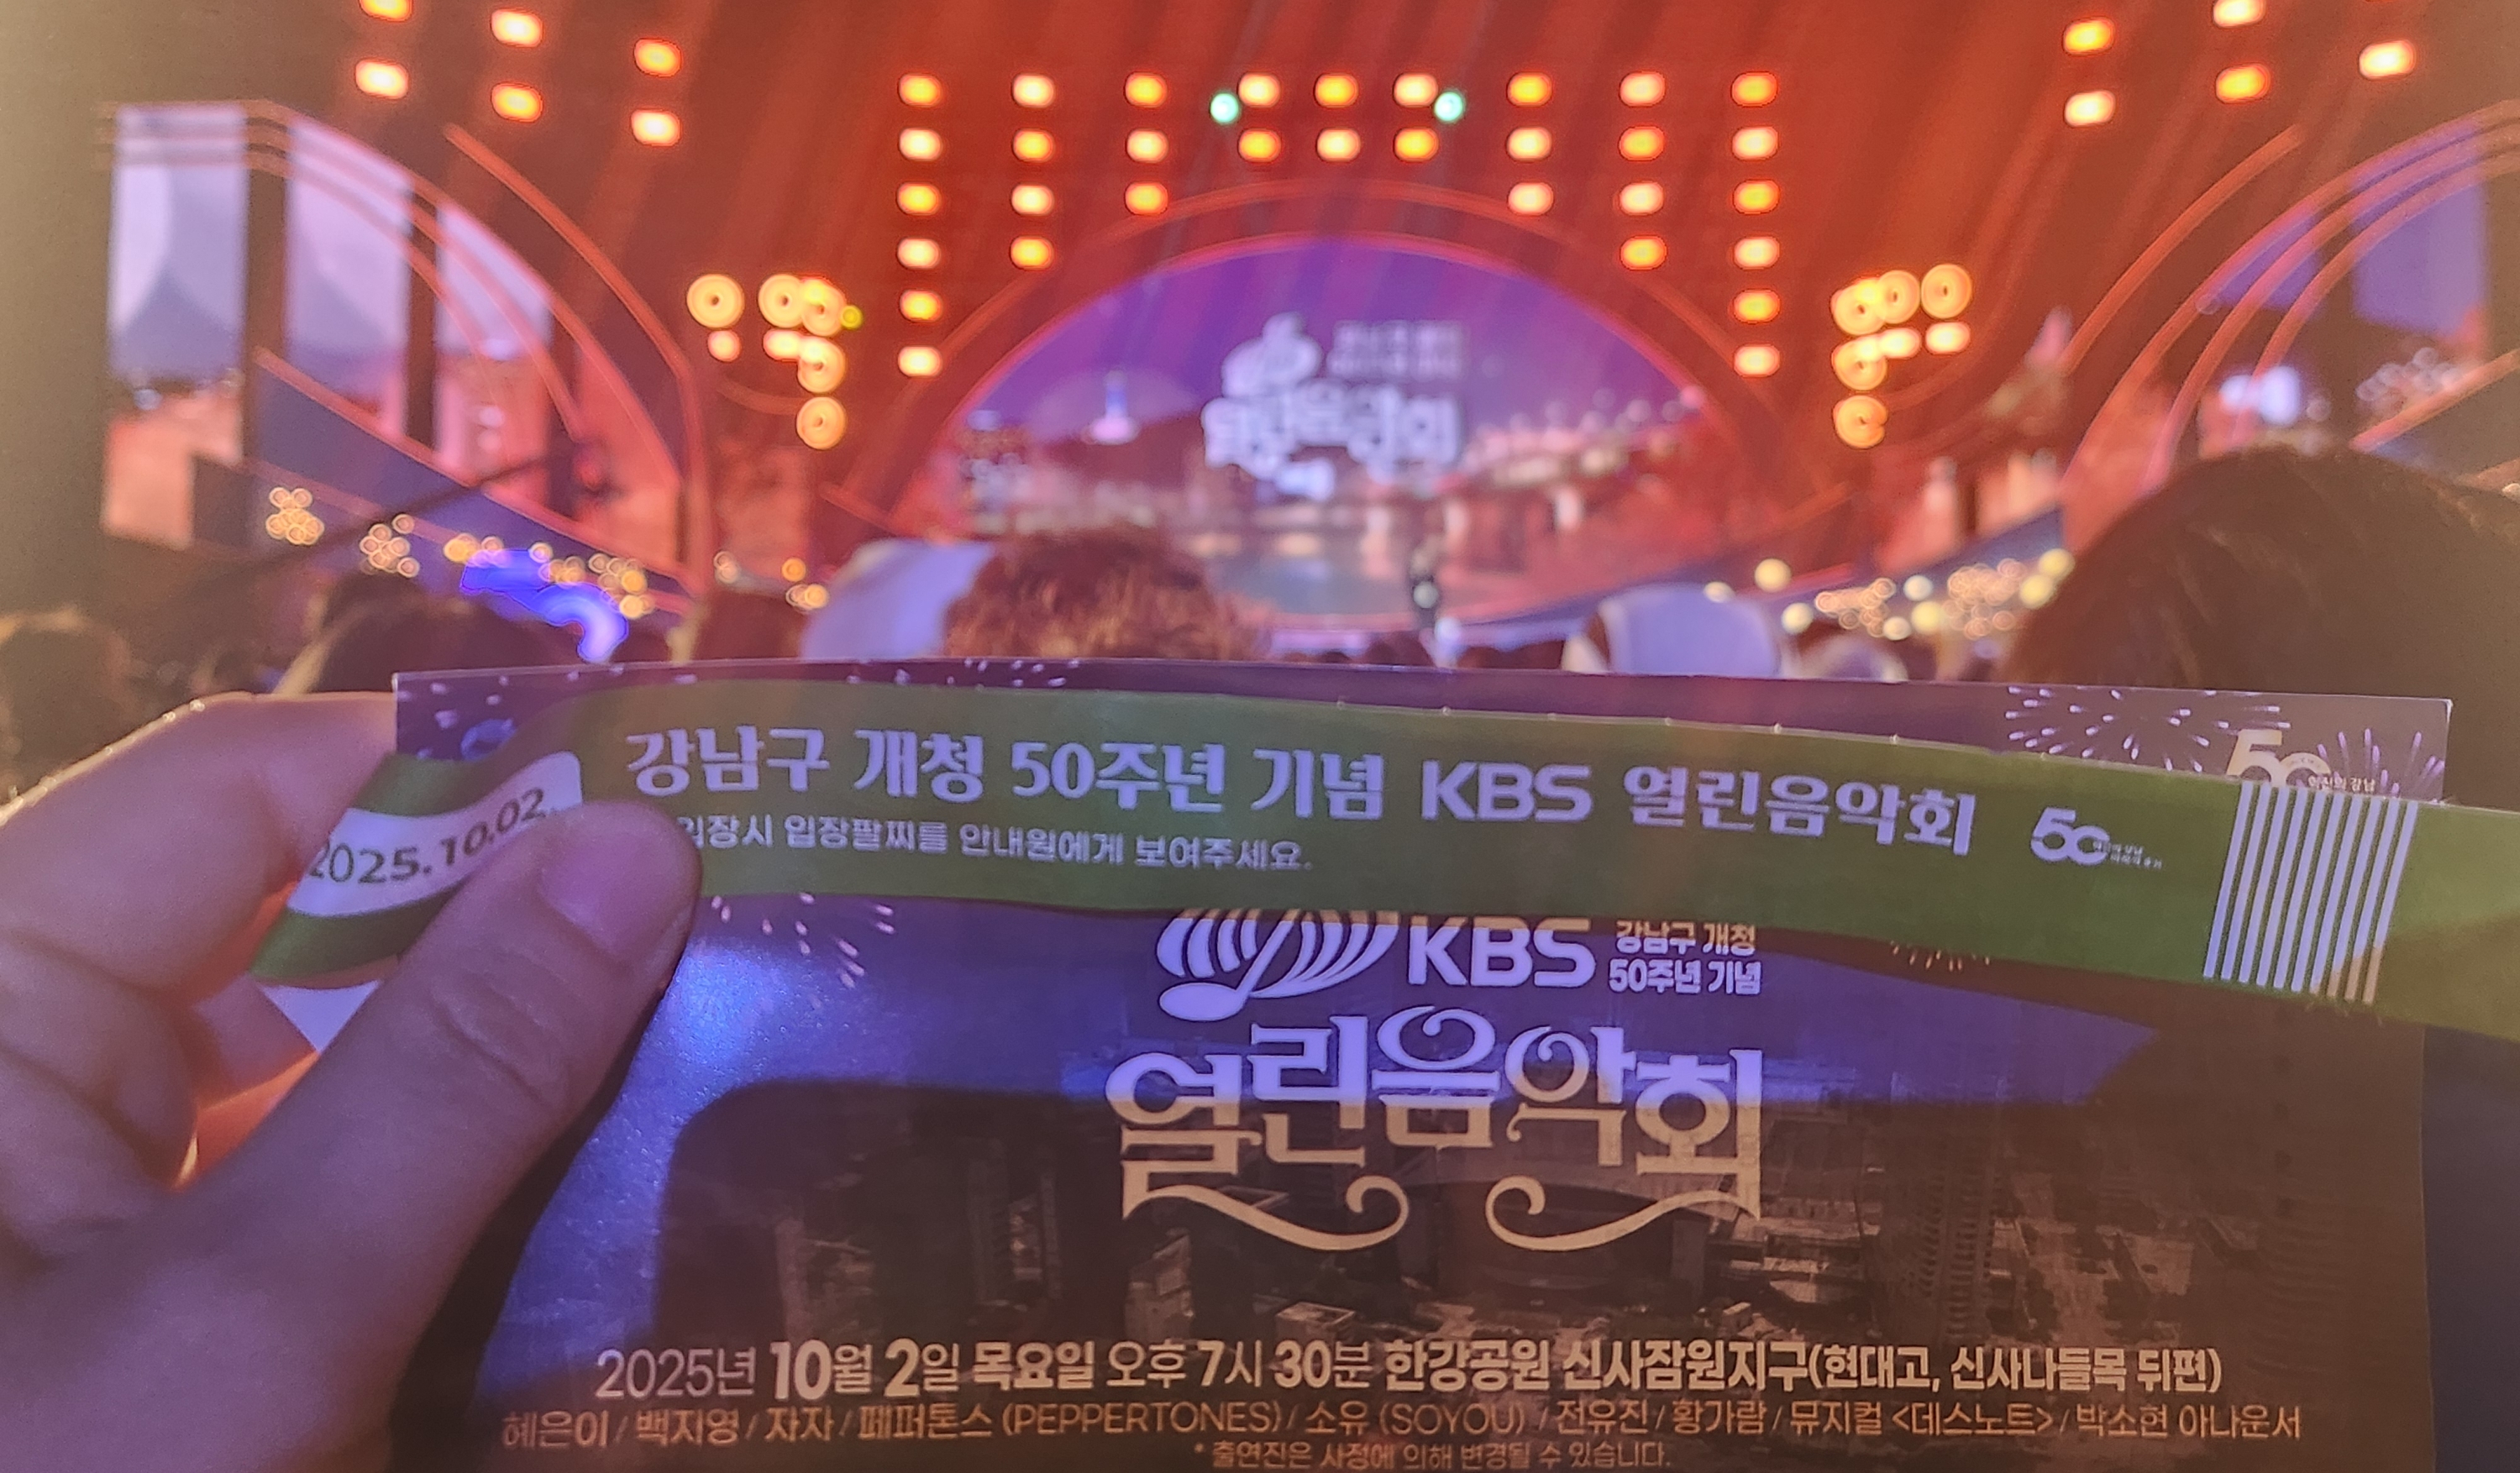 열린음악회
50
강남구 개청 50주년 기념 KBS 열린음악회 50
2025.10.02.
입장시 입장팔찌를 안내원에게 보여주세요.
KBS 강남구 개청
50주년 기념
열린음악회
2025년 10월 2일 목요일 오후 7시 30분 한강공원 신사잠원지구(현대고, 신사나들목 뒤편)
혜은이 / 백지영 / 자자 / 페퍼톤스 (PEPPERTONES) / 소유 (SOYOU) / 전유진 / 황가람 / 뮤지컬 <데스노트> / 박소현 아나운서
* 출연진은 사정에 의해 변경될 수 있습니다.